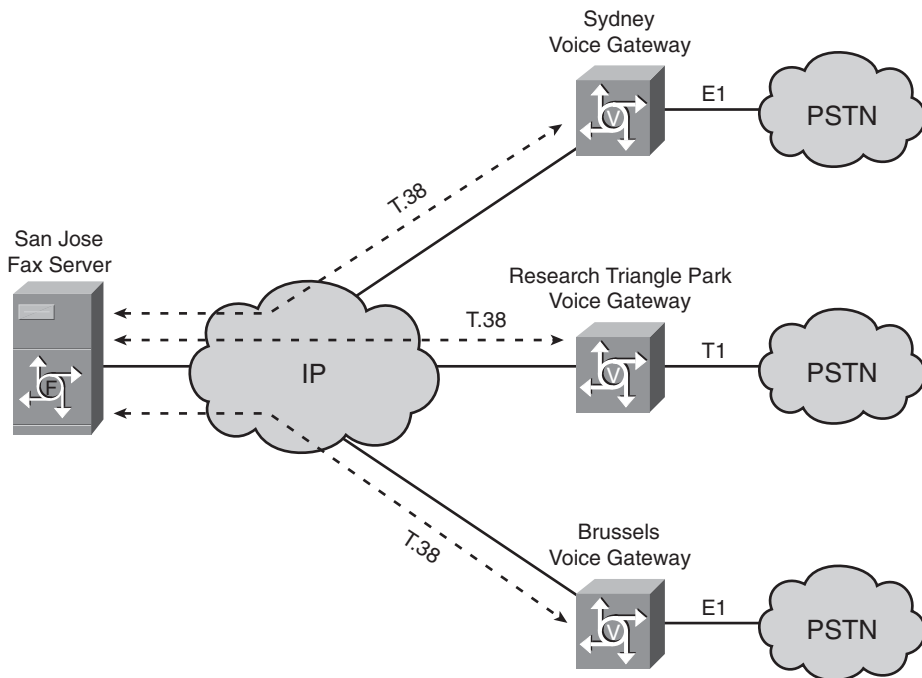 Sydney
Voice Gateway
E1
PSTN
T.38
San Jose
Fax Server
F
IP
V
Research Triangle Park
Voice Gateway
T.38
V
T1
PSTN
T.38
Brussels
Voice Gateway
V
E1
PSTN